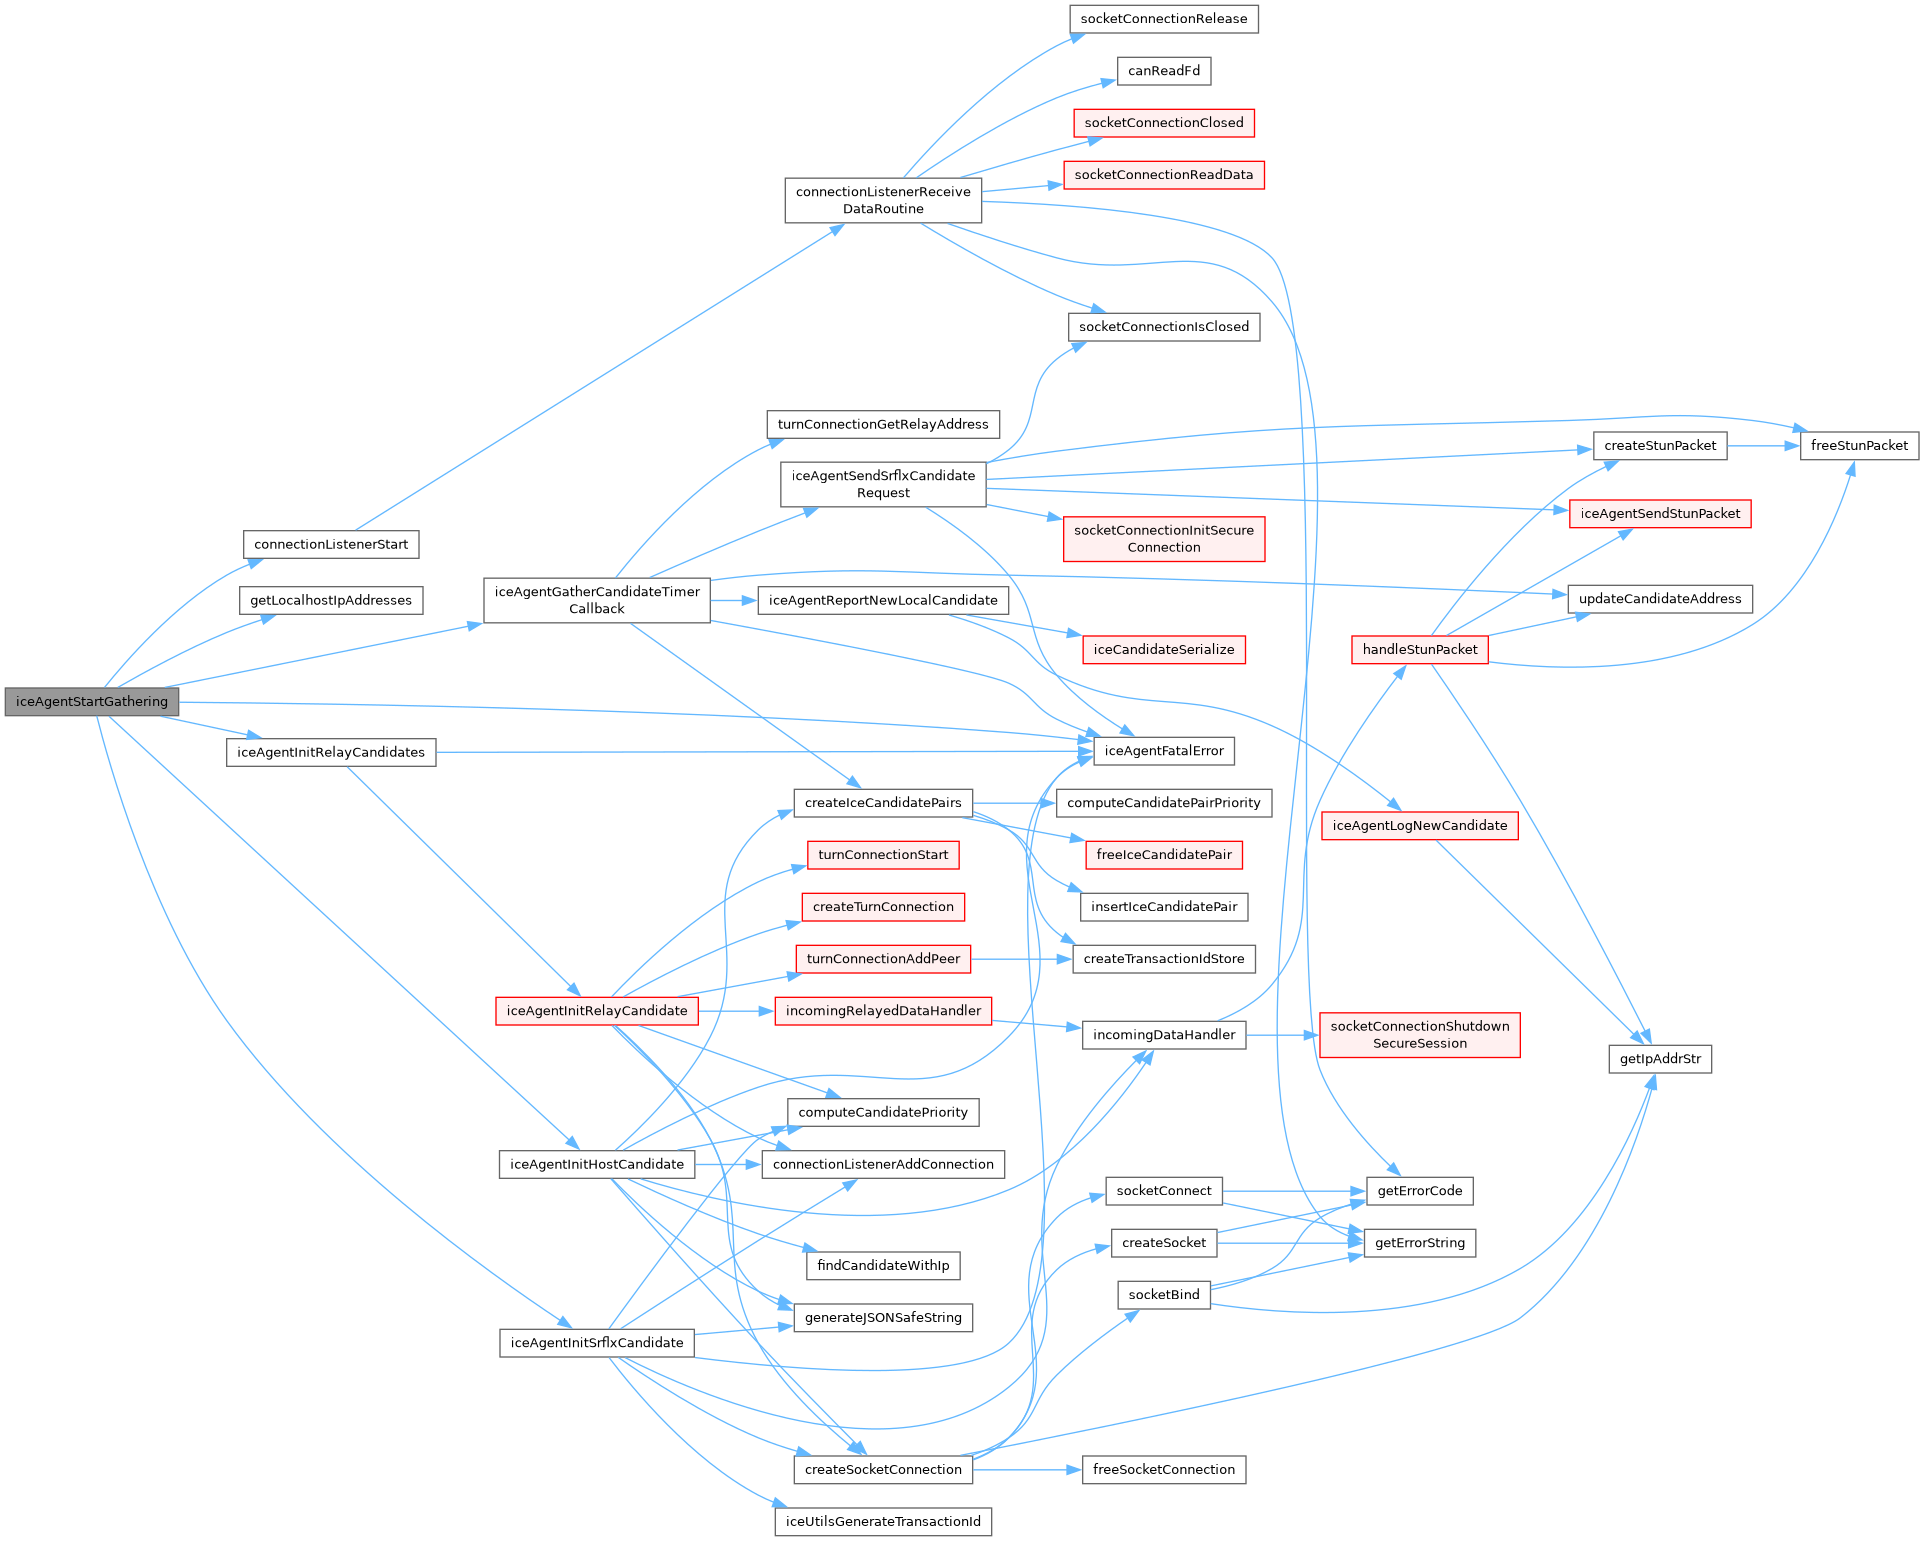 socketConnectionRelease
canReadFd
socketConnectionClosed
socketConnectionReadData
connectionListenerReceive
DataRoutine
socketConnectionIsClosed
turnConnectionGetRelayAddress
iceAgentSendSrflxCandidate
Request
createStunPacket
freeStunPacket
iceAgentSendStunPacket
socketConnectionInitSecure
Connection
connectionListenerStart
getLocalhostIpAddresses
iceAgentGatherCandidateTimer
Callback
iceAgentReportNewLocalCandidate
updateCandidateAddress
iceCandidateSerialize
handleStunPacket
iceAgentStartGathering
iceAgentInitRelayCandidates
iceAgentFatalError
createIceCandidatePairs
computeCandidatePairPriority
iceAgentLogNewCandidate
turnConnectionStart
freeIceCandidatePair
createTurnConnection
insertIceCandidatePair
turnConnectionAddPeer
createTransactionIdStore
iceAgentInitRelayCandidate
incomingRelayedDataHandler
incomingDataHandler
socketConnectionShutdown
SecureSession
getIpAddrStr
computeCandidatePriority
iceAgentInitHostCandidate
connectionListenerAddConnection
socketConnect
getErrorCode
createSocket
getErrorString
findCandidateWithIp
socketBind
generateJSONSafeString
iceAgentInitSrflxCandidate
createSocketConnection
freeSocketConnection
iceUtilsGenerateTransactionId